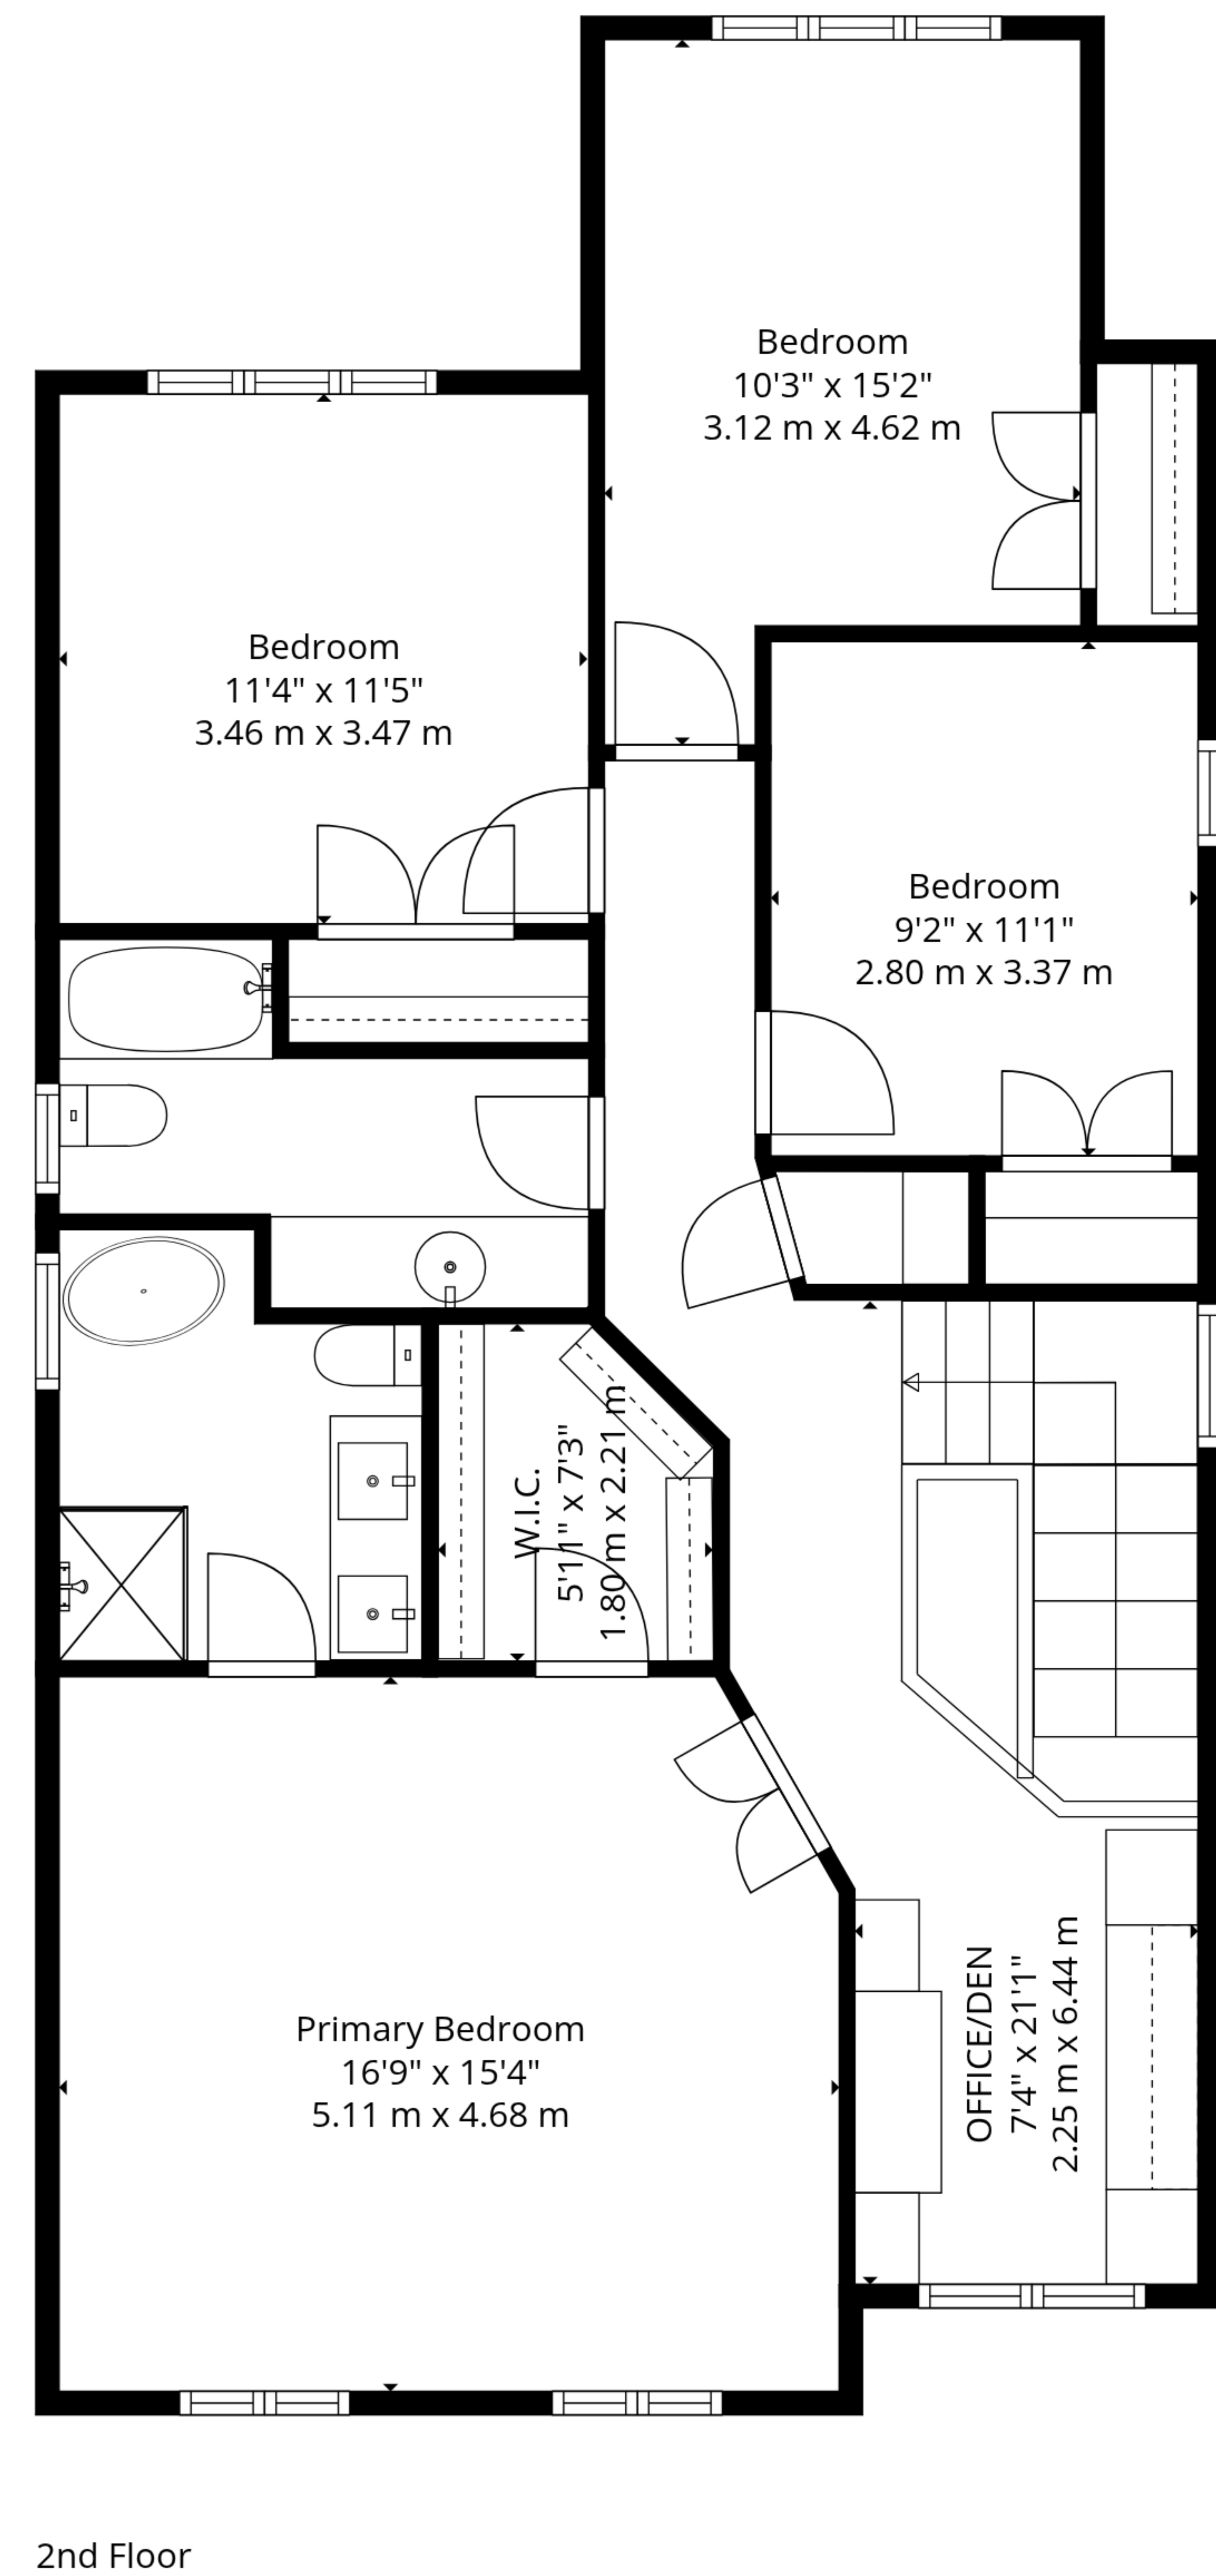 Bedroom
10'3" x 15'2"
3.12 m x 4.62 m
Bedroom
11'4" x 11'5"
3.46 m x 3.47 m
Bedroom
9'2" x 11'1"
2.80 m x 3.37 m
W.I.C.
5'11" x 7'3"
1.80 m x 2.21 m
Primary Bedroom
16'9" x 15'4"
5.11 m x 4.68 m
OFFICE/DEN
7'4" x 21'1"
2.25 m x 6.44 m
2nd Floor